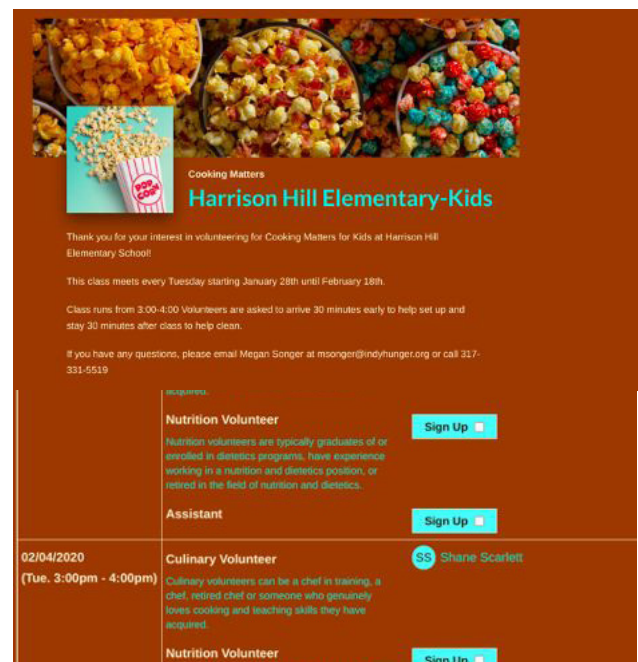 POP CORN
Cooking Matters
Harrison Hill Elementary-Kids
Thank you for your interest in volunteering for Cooking Matters for Kids at Harrison Hill
Elementary School!
This class meets every Tuesday starting January 28th until February 18th.
Class runs from 3:00-4:00 Volunteers are asked to arrive 30 minutes early to help set up and
stay 30 minutes after class to help clean.
If you have any questions, please email Megan Songer at msonger@indyhunger.org or call 317-
331-5519
acquired.
Nutrition Volunteer
Sign Up
Nutrition volunteers are typically graduates of or
enrolled in dietetics programs, have experience
working in a nutrition and dietetics position, or
retired in the field of nutrition and dietetics.
Assistant
Sign Up
02/04/2020
(Tue. 3:00pm - 4:00pm)
Culinary Volunteer
SS Shane Scarlett
Culinary volunteers can be a chef in training, a
chef, retired chef or someone who genuinely
loves cooking and teaching skills they have
acquired.
Nutrition Volunteer
Sign Up